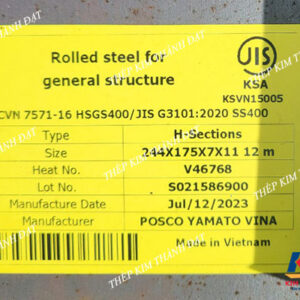 Rolled steel for
general structure
JIS
KSA
KSVN15005
CVN 7571-16 HSGS400/JIS G3101:2020 SS400
Type H-Sections
Size 244X175X7X11 12 m
Heat No. V46768
Lot No. S021586900
Manufacture Date Jul/12/2023
Manufacturer POSCO YAMATO VINA
Made in Vietnam
THÉP KIM THÀNH ĐẠT